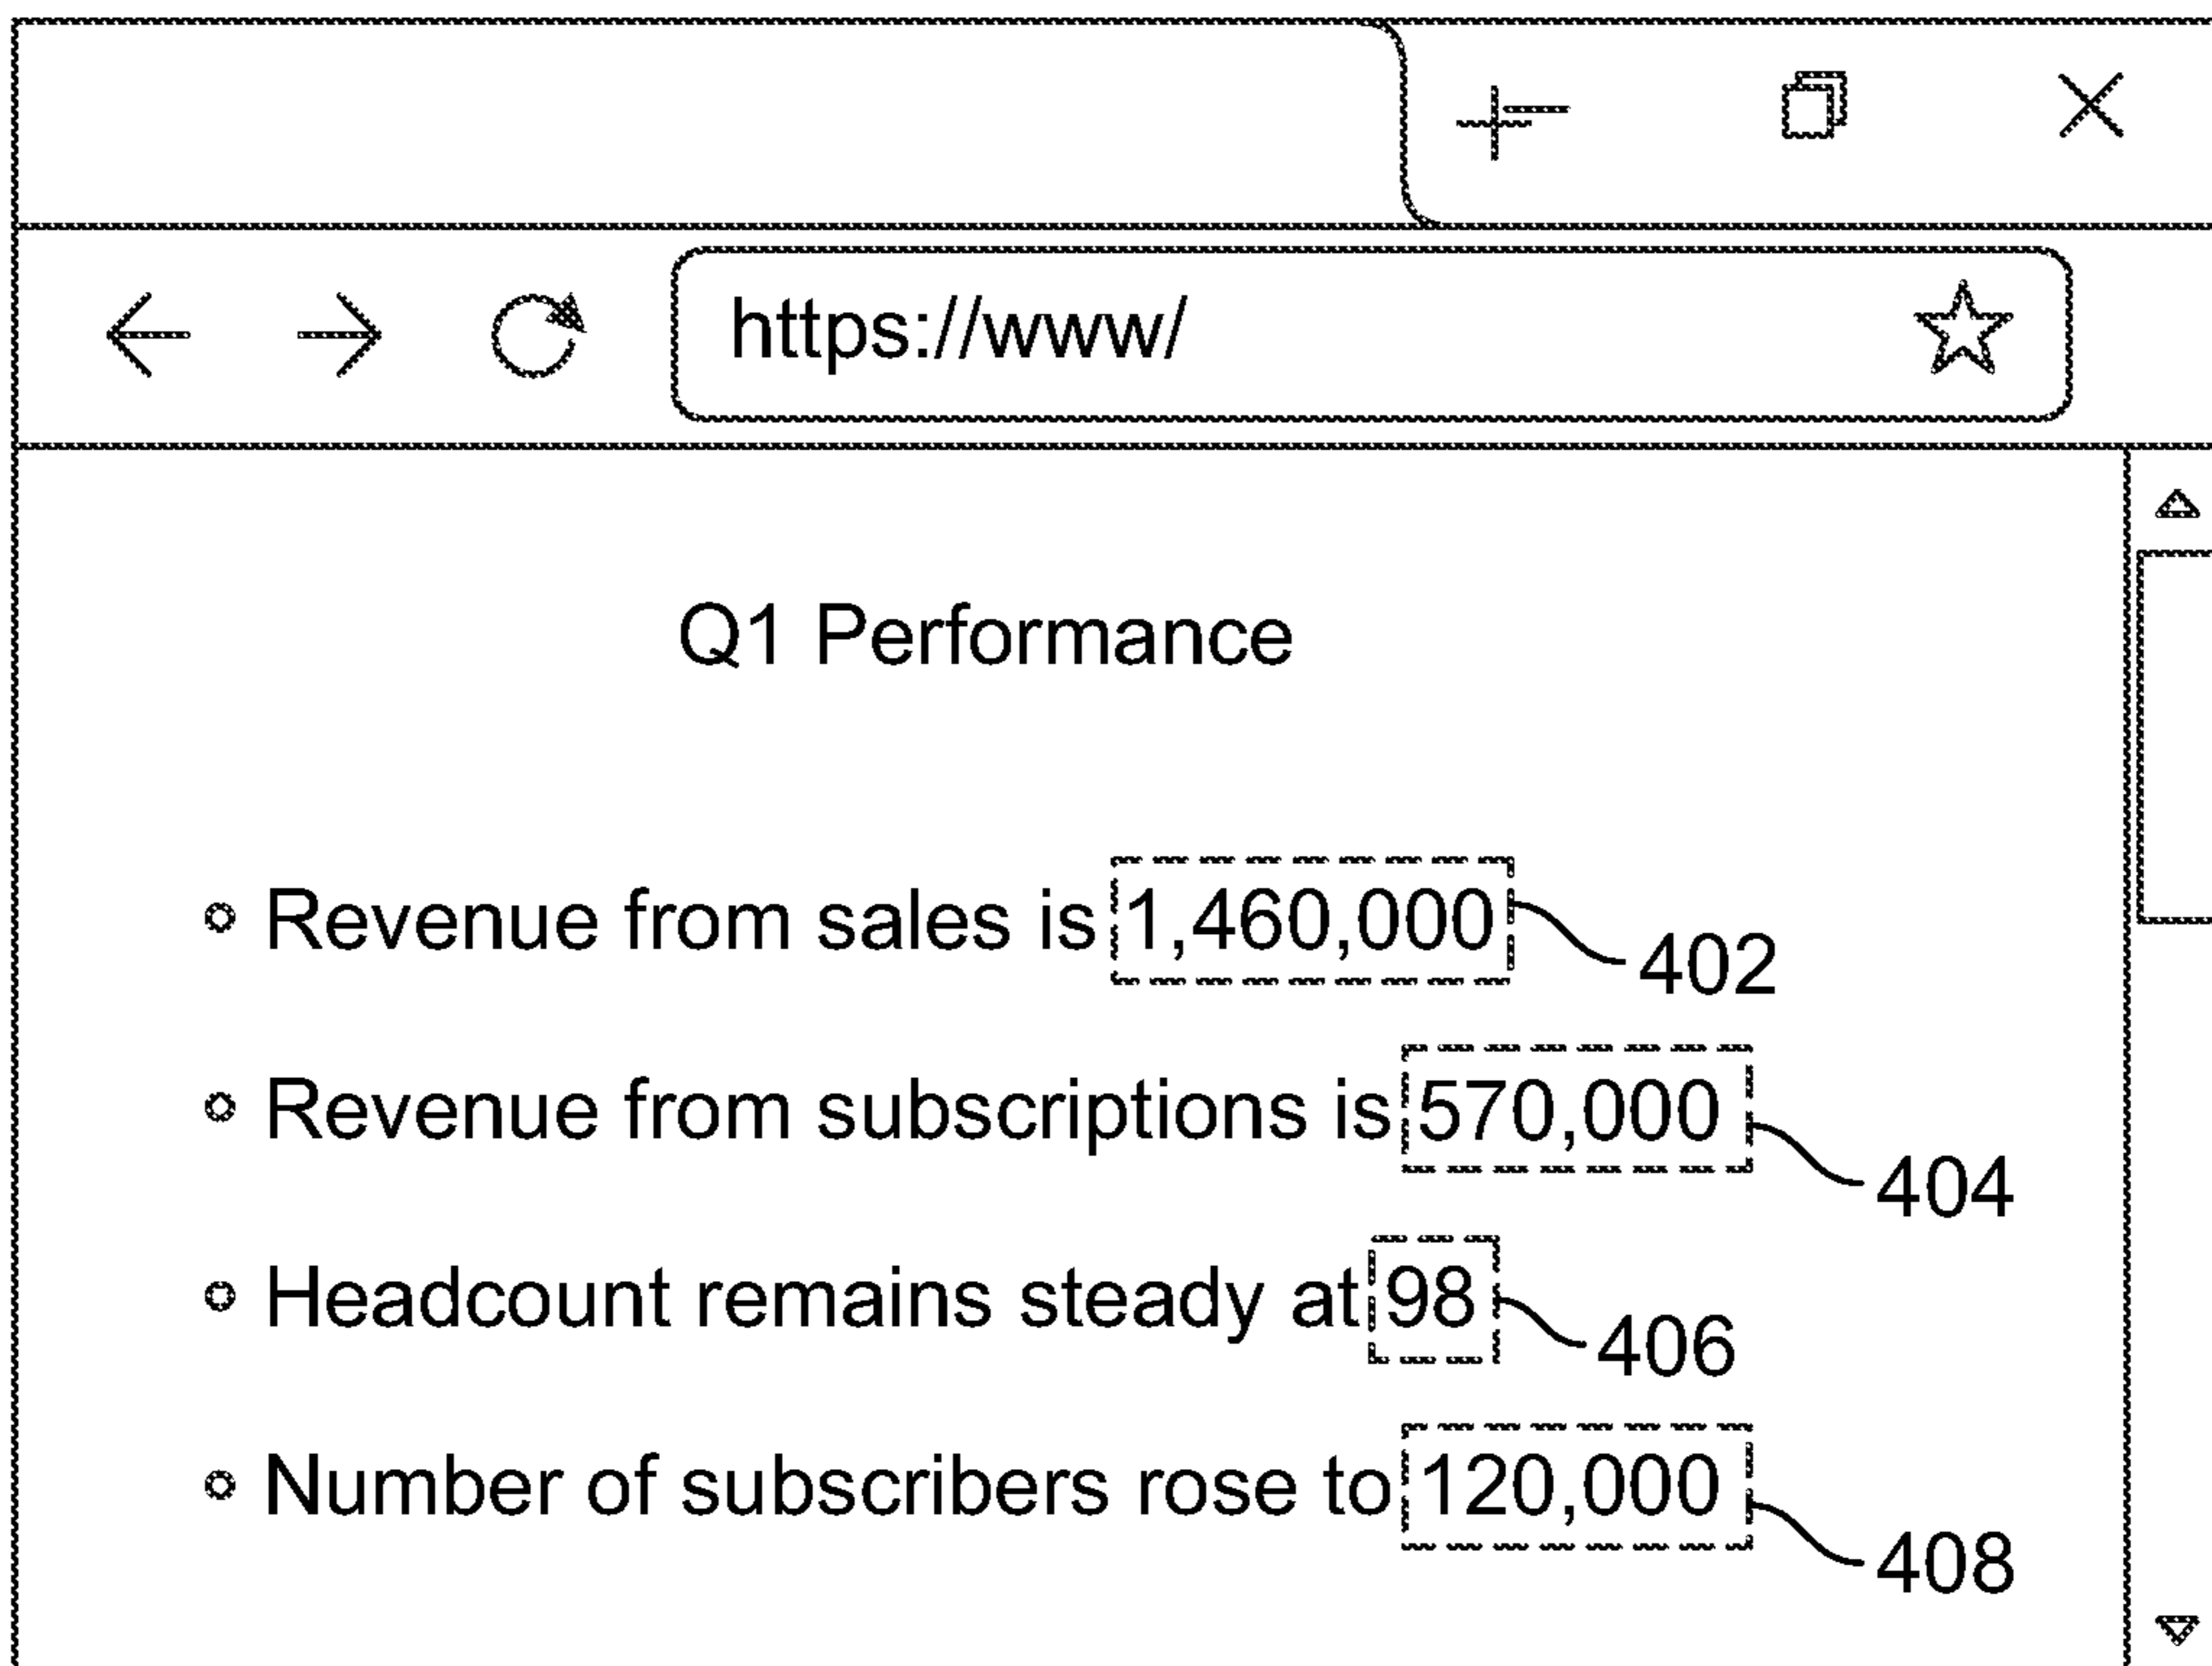 https://www/
Q1 Performance
Revenue from sales is 1,460,000
402
Revenue from subscriptions is 570,000
404
Headcount remains steady at 98
406
Number of subscribers rose to 120,000
408